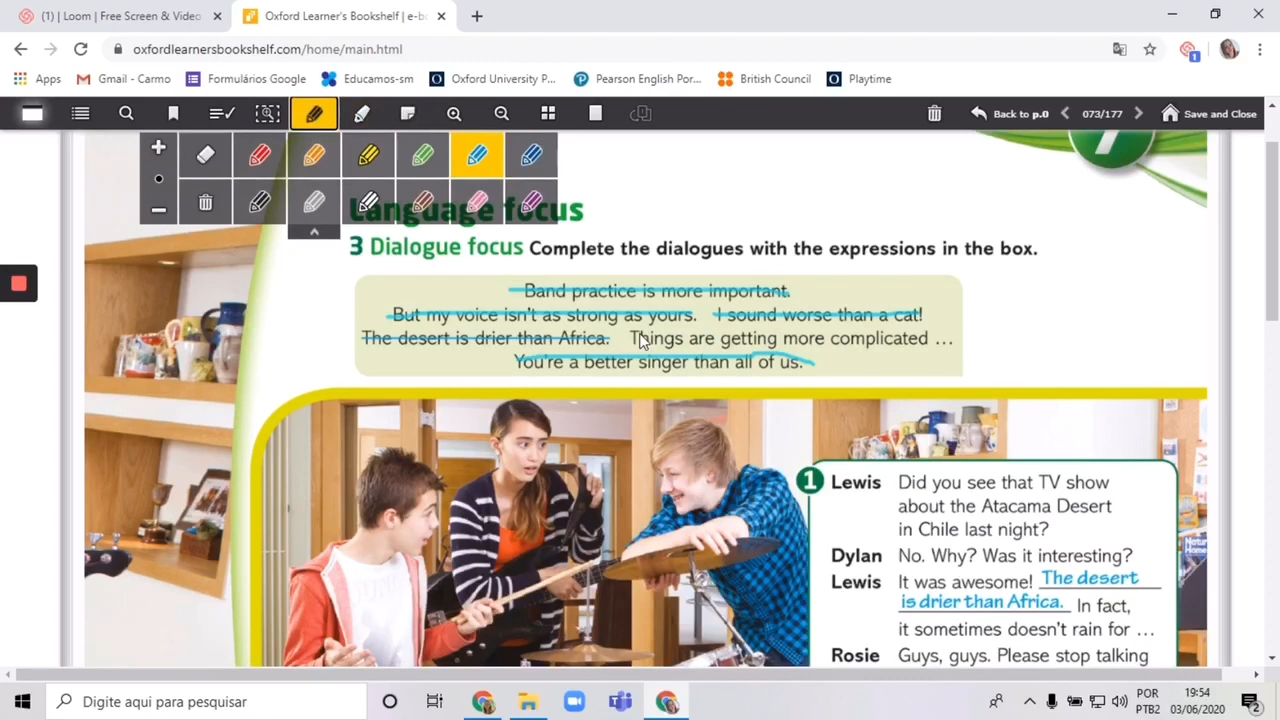 (1) | Loom | Free Screen & Video
Oxford Learner's Bookshelf | e-bo
oxfordlearnersbookshelf.com/home/main.html
Apps
Gmail - Carmo
Formulários Google
Educamos-sm
Oxford University P...
Pearson English Por...
British Council
Playtime
Back to p.0
073/177
Save and Close
7
Language focus
3 Dialogue focus Complete the dialogues with the expressions in the box.
Band practice is more important.
But my voice isn't as strong as yours. I sound worse than a cat!
The desert is drier than Africa. Things are getting more complicated ...
You're a better singer than all of us.
1 Lewis Did you see that TV show
about the Atacama Desert
in Chile last night?
Dylan No. Why? Was it interesting?
Lewis It was awesome! The desert
is drier than Africa. In fact,
it sometimes doesn't rain for ...
Rosie Guys, guys. Please stop talking
Digite aqui para pesquisar
POR
PTB2
19:54
03/06/2020
2